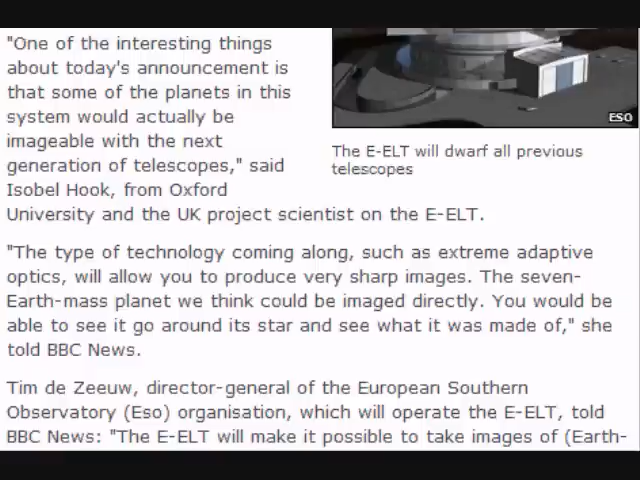 "One of the interesting things
about today's announcement is
that some of the planets in this
system would actually be
imageable with the next
generation of telescopes," said
Isobel Hook, from Oxford
University and the UK project scientist on the E-ELT.
ESO
The E-ELT will dwarf all previous
telescopes
"The type of technology coming along, such as extreme adaptive
optics, will allow you to produce very sharp images. The seven-
Earth-mass planet we think could be imaged directly. You would be
able to see it go around its star and see what it was made of," she
told BBC News.
Tim de Zeeuw, director-general of the European Southern
Observatory (Eso) organisation, which will operate the E-ELT, told
BBC News: "The E-ELT will make it possible to take images of (Earth-